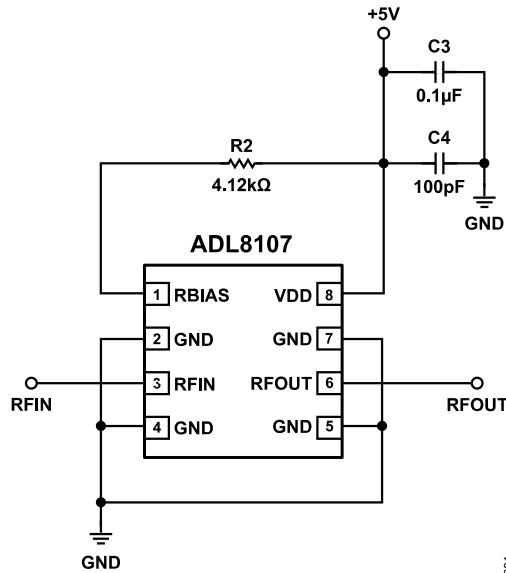 +5V
C3
0.1µF
R2
4.12kΩ
C4
100pF
GND
ADL8107
1 RBIAS VDD 8
2 GND GND 7
3 RFIN RFOUT 6
4 GND GND 5
RFIN
RFOUT
GND